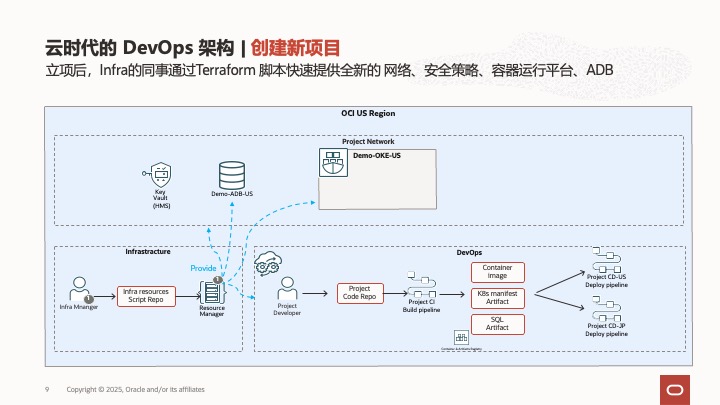 云时代的 DevOps 架构 | 创建新项目
立项后，Infra的同事通过Terraform 脚本快速提供全新的 网络、安全策略、容器运行平台、ADB
OCI US Region
Project Network
Demo-OKE-US
Key
Vault
(HMS)
Demo-ADB-US
Infrastracture
DevOps
Provide
1
Infra Mnanger
1
Infra resources
Script Repo
Resource
Manager
Project
Developer
Project
Code Repo
Project CI
Build pipeline
Container
image
K8s manifest
Artifact
SQL
Artifact
Project CD-US
Deploy pipeline
Project CD-JP
Deploy pipeline
9
Copyright © 2025, Oracle and/or its affiliates